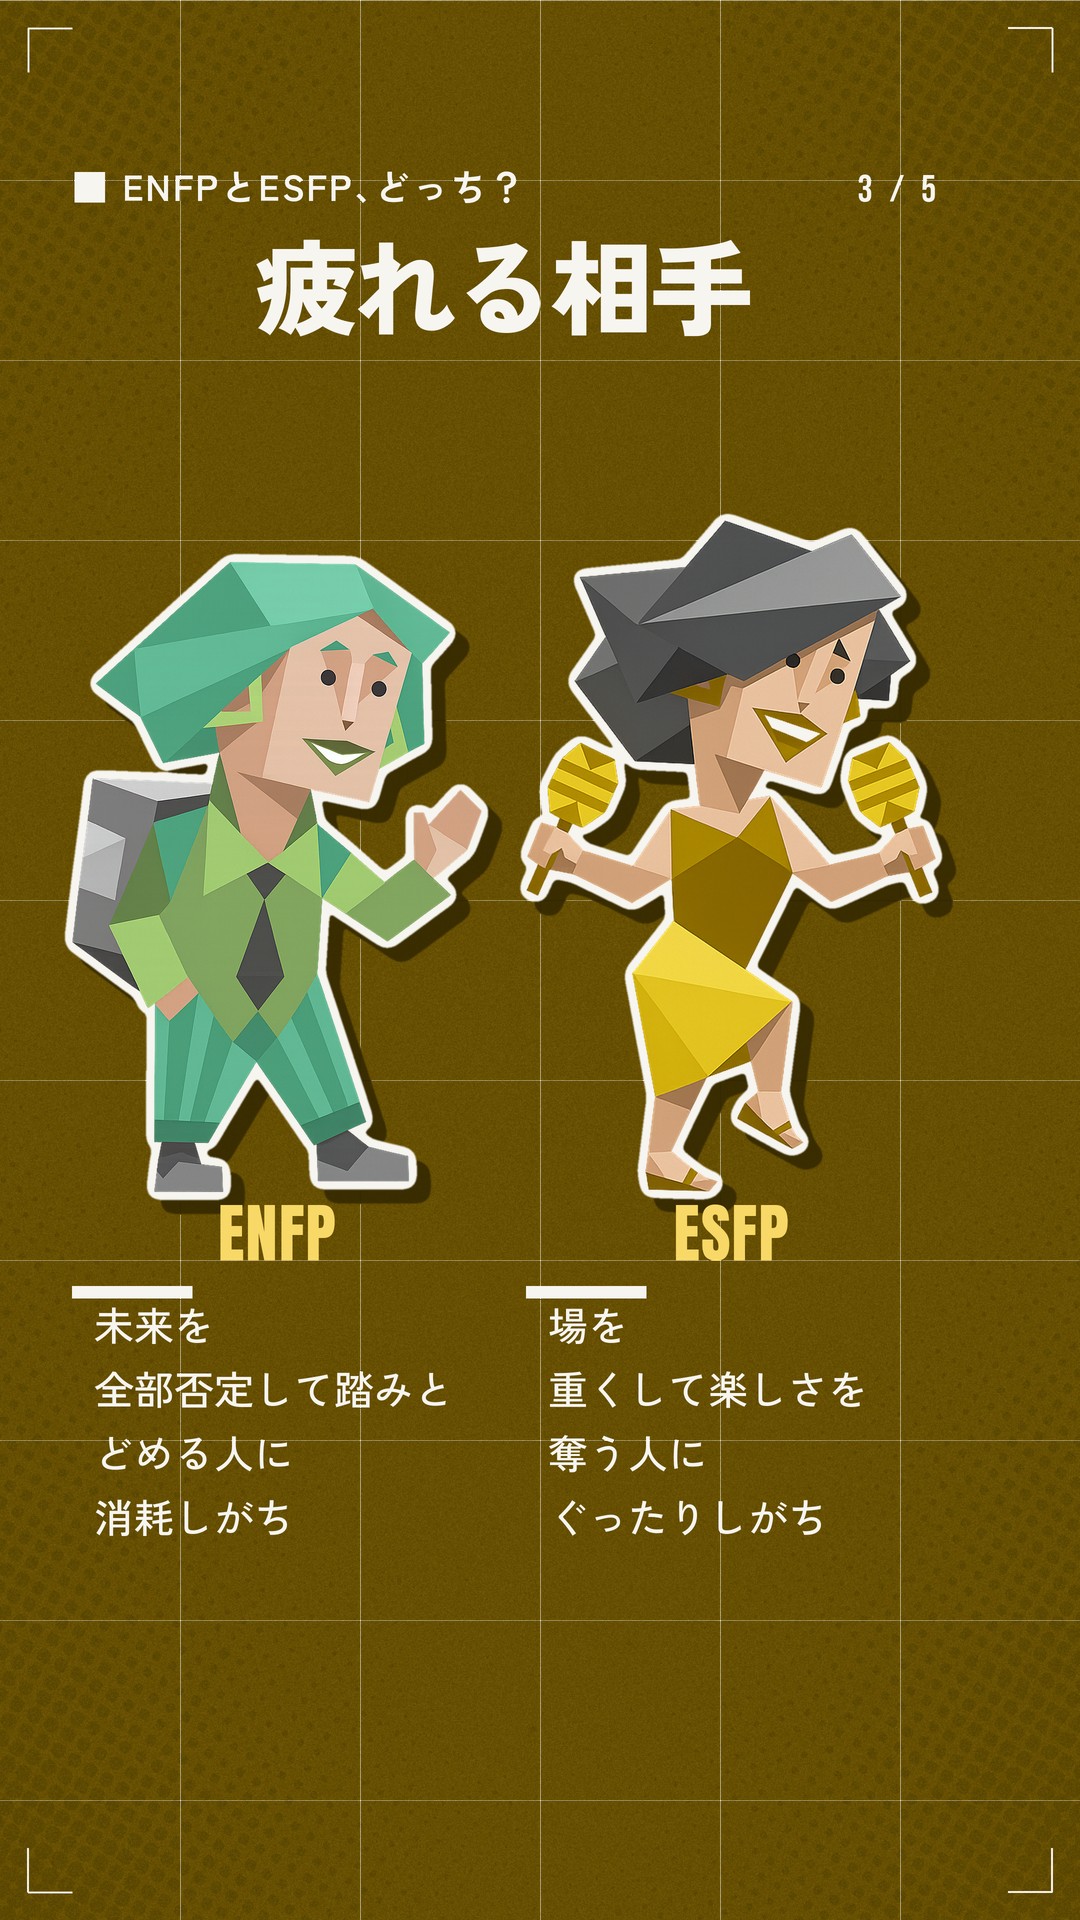 ENFPとESFP、どっち？
3 / 5
疲れる相手
ENFP
未来を
全部否定して踏みと
どめる人に
消耗しがち
ESFP
場を
重くして楽しさを
奪う人に
ぐったりしがち